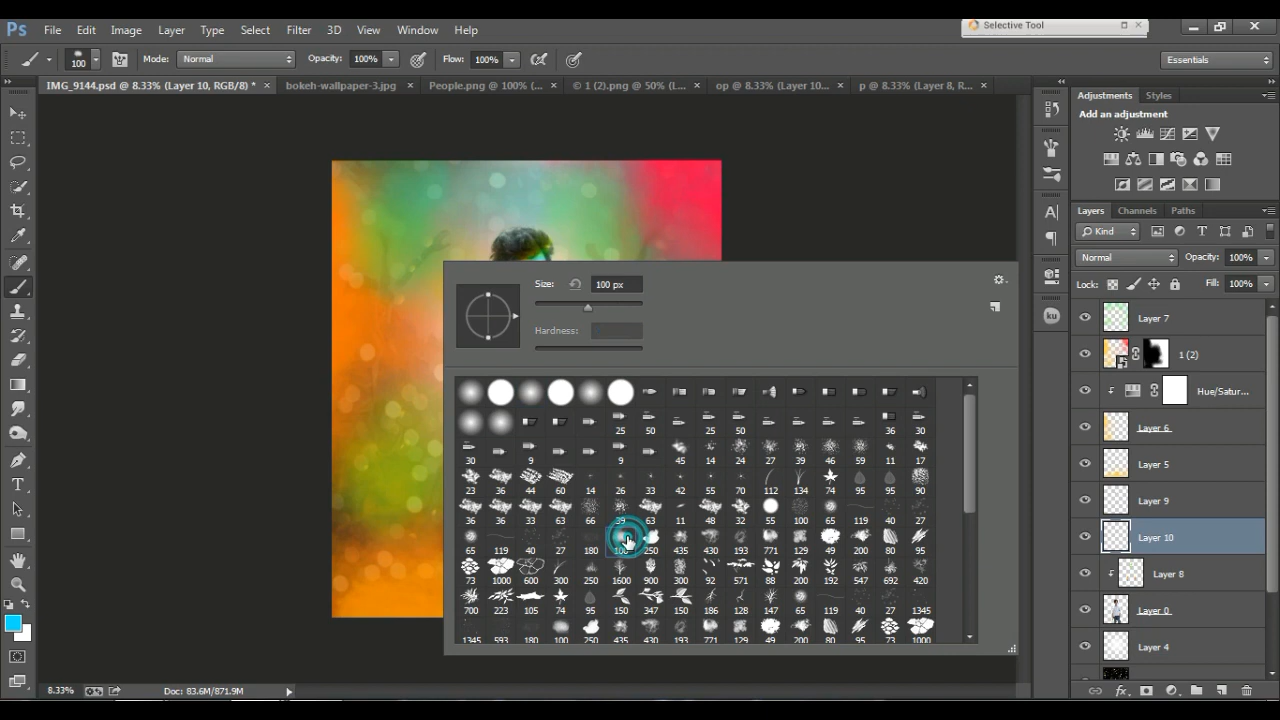 Ps File Edit Image Layer Type Select Filter 3D View Window Help Selective Tool
100 Mode: Normal Opacity: 100% Flow: 100% Essentials
IMG_9144.psd @ 8.33% (Layer 10, RGB/8) * × bokeh-wallpaper-3.jpg × People.png @ 100% (... × © 1 (2).png @ 50% (L... × op @ 8.33% (Layer 10... × p @ 8.33% (Layer 8, R... ×
Adjustments Styles
Add an adjustment
Layers Channels Paths
Kind
Normal Opacity: 100%
Lock: Fill: 100%
Layer 7
1 (2)
Hue/Satur...
Layer 6
Layer 5
Layer 9
Layer 10
Layer 8
Layer 0
Layer 4
Size: 100 px
Hardness:
25 50 25 50 36 30
30 9 9 45 14 24 27 39 46 59 11 17
23 36 44 60 14 26 33 42 55 70 112 134 74 95 95 90
36 36 33 63 66 39 63 11 48 32 55 100 65 119 40 27
65 119 40 27 180 100 250 435 430 193 771 129 49 200 80 95
73 1000 600 300 250 1600 900 300 92 571 88 200 192 547 692 420
700 223 105 74 95 150 347 150 186 128 147 65 119 40 27 1345
1345 593 180 100 250 435 430 193 771 129 49 200 80 95 73 1000
8.33% Doc: 83.6M/871.9M